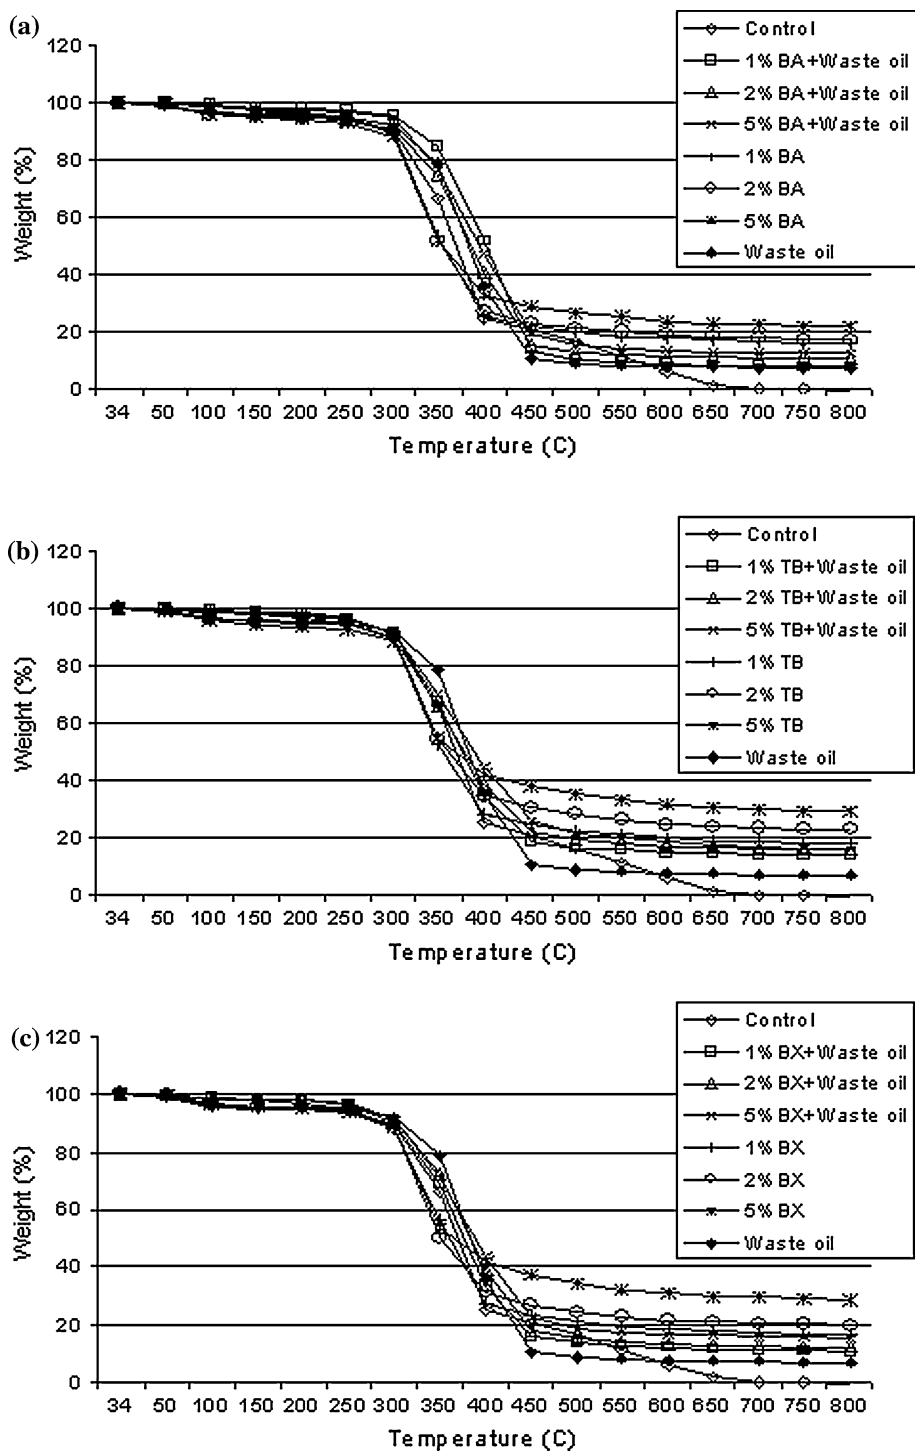 (a)
120
100
80
60
40
20
0
Weight (%)
34 50 100 150 200 250 300 350 400 450 500 550 600 650 700 750 800
Temperature (C)
Control
1% BA+Waste oil
2% BA+Waste oil
5% BA+Waste oil
1% BA
2% BA
5% BA
Waste oil
(b)
120
100
80
60
40
20
0
Weight (%)
34 50 100 150 200 250 300 350 400 450 500 550 600 650 700 750 800
Temperature (C)
Control
1% TB+Waste oil
2% TB+Waste oil
5% TB+Waste oil
1% TB
2% TB
5% TB
Waste oil
(c)
120
100
80
60
40
20
0
Weight (%)
34 50 100 150 200 250 300 350 400 450 500 550 600 650 700 750 800
Temperature (C)
Control
1% BX+Waste oil
2% BX+Waste oil
5% BX+Waste oil
1% BX
2% BX
5% BX
Waste oil